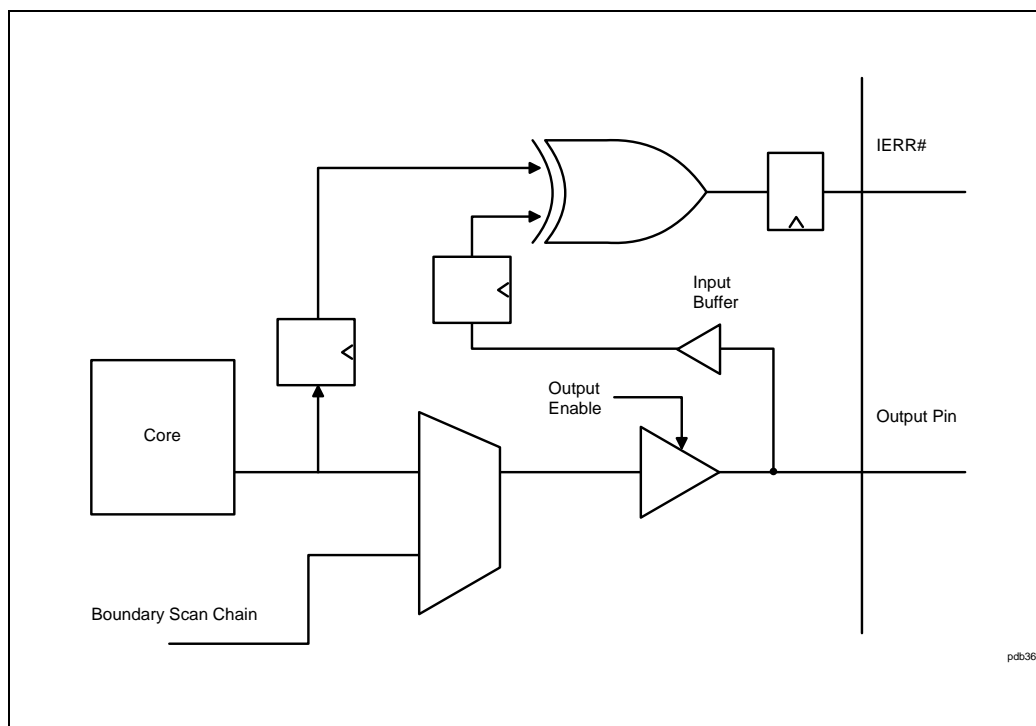 IERR#
Input
Buffer
Output
Enable
Output Pin
Core
Boundary Scan Chain
pdb36